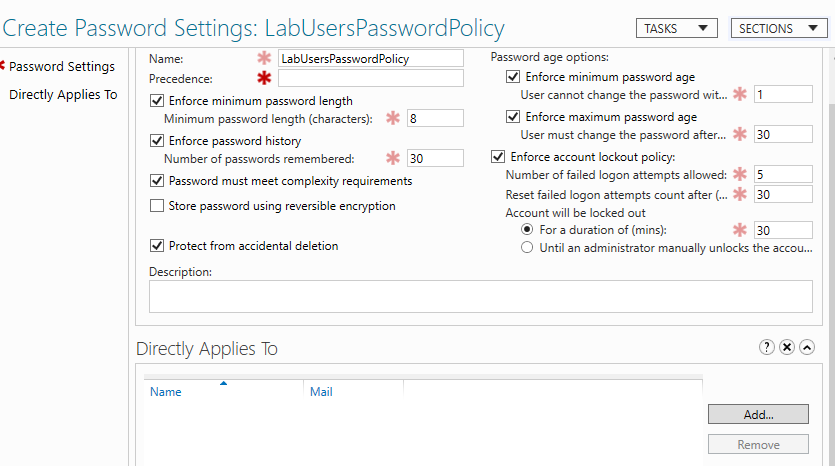 Create Password Settings: LabUsersPasswordPolicy
TASKS
SECTIONS
Password Settings
Directly Applies To
Name: LabUsersPasswordPolicy
Precedence:
Enforce minimum password length
Minimum password length (characters): 8
Enforce password history
Number of passwords remembered: 30
Password must meet complexity requirements
Store password using reversible encryption
Protect from accidental deletion
Password age options:
Enforce minimum password age
User cannot change the password wit... 1
Enforce maximum password age
User must change the password after... 30
Enforce account lockout policy:
Number of failed logon attempts allowed: 5
Reset failed logon attempts count after (... 30
Account will be locked out
For a duration of (mins): 30
Until an administrator manually unlocks the accou...
Description:
Directly Applies To
?
Name Mail
Add...
Remove